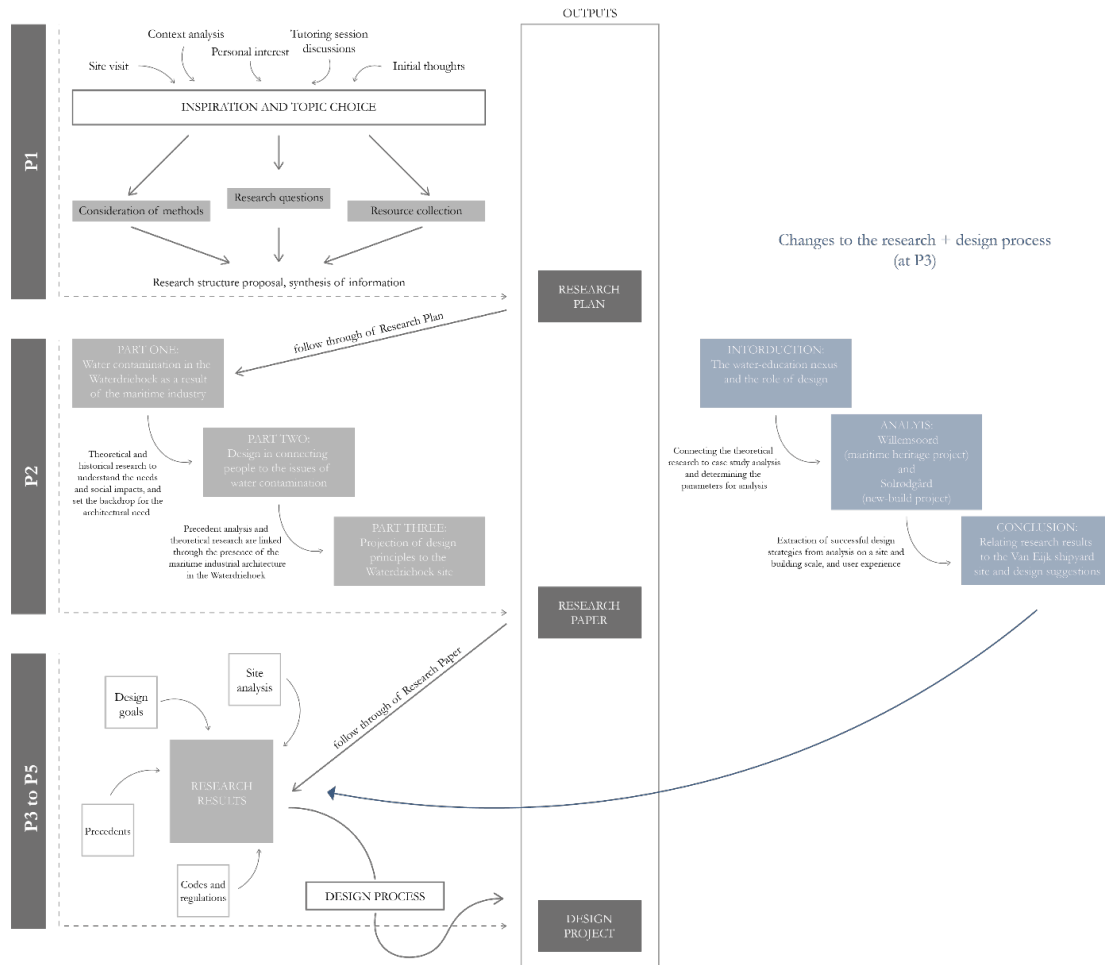 OUTPUTS
P1
Context analysis
Tutoring session
discussions
Personal interest
Site visit
Initial thoughts
INSPIRATION AND TOPIC CHOICE
Research questions
Consideration of methods
Resource collection
Research structure proposal, synthesis of information
RESEARCH
PLAN
follow through of Research Plan
Changes to the research + design process
(at P3)
P2
PART ONE:
Water contamination in the
Waterdriehoek as a result
of the maritime industry
Theoretical and
historical research to
understand the needs
and social impacts, and
set the backdrop for the
architectural need
PART TWO:
Design in connecting
people to the issues of
water contamination
Precedent analysis and
theoretical research are linked
through the presence of the
maritime industrial architecture
in the Waterdriehoek
PART THREE:
Projection of design
principles to the
Waterdriehoek site
INTORDUCTION:
The water-education nexus
and the role of design
Connecting the theoretical
research to case study analysis
and determining the
parameters for analysis
ANALYIS:
Willemsoord
(maritime heritage project)
and
Solrødgård
(new-build project)
Extraction of successful design
strategies from analysis on a site and
building scale, and user experience
CONCLUSION:
Relating research results
to the Van Eijk shipyard
site and design suggestions
RESEARCH
PAPER
follow through of Research Paper
P3 to P5
Site
analysis
Design
goals
RESEARCH
RESULTS
Precedents
Codes and
regulations
DESIGN PROCESS
DESIGN
PROJECT